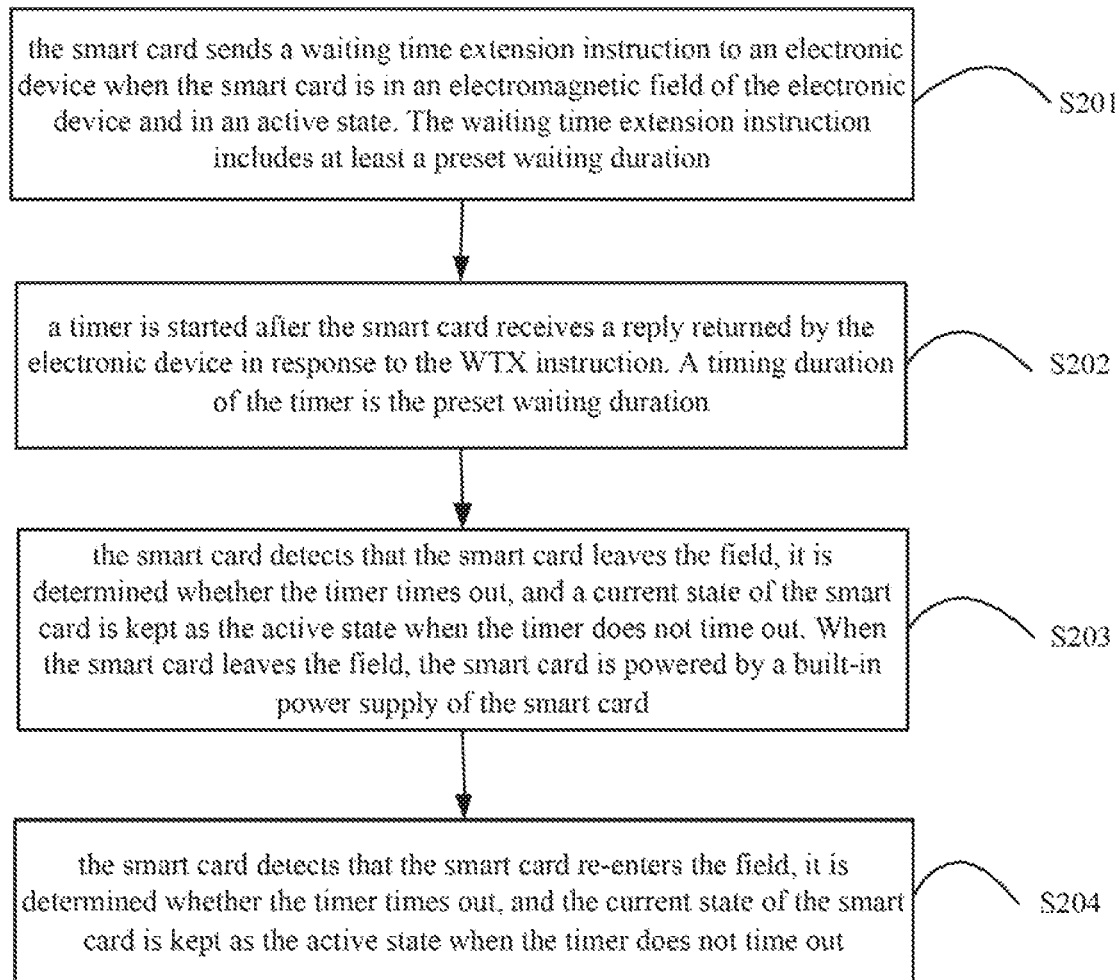 the smart card sends a waiting time extension instruction to an electronic
device when the smart card is in an electromagnetic field of the electronic
device and in an active state. The waiting time extension instruction
includes at least a preset waiting duration
S201
a timer is started after the smart card receives a reply returned by the
electronic device in response to the WTX instruction. A timing duration
of the timer is the preset waiting duration
S202
the smart card detects that the smart card leaves the field, it is
determined whether the timer times out, and a current state of the smart
card is kept as the active state when the timer does not time out. When
the smart card leaves the field, the smart card is powered by a built-in
power supply of the smart card
S203
the smart card detects that the smart card re-enters the field, it is
determined whether the timer times out, and the current state of the smart
card is kept as the active state when the timer does not time out
S204